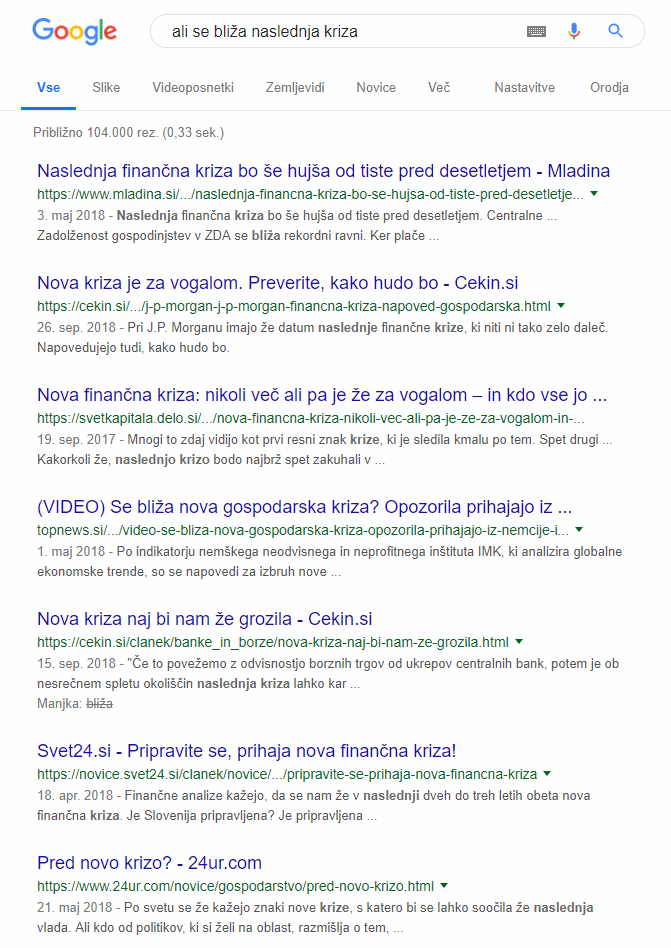 Google
ali se bliža naslednja kriza
Vse Slike Videoposnetki Zemljevidi Novice Več Nastavitve Orodja
Približno 104.000 rez. (0,33 sek.)
Naslednja finančna kriza bo še hujša od tiste pred desetletjem - Mladina
https://www.mladina.si/.../naslednja-financna-kriza-bo-se-hujsa-od-tiste-pred-desetletje...
3. maj 2018 - Naslednja finančna kriza bo še hujša od tiste pred desetletjem. Centralne ...
Zadolženost gospodinjstev v ZDA se bliža rekordni ravni. Ker plače ...
Nova kriza je za vogalom. Preverite, kako hudo bo - Cekin.si
https://cekin.si/.../j-p-morgan-j-p-morgan-financna-kriza-napoved-gospodarska.html
26. sep. 2018 - Pri J.P. Morganu imajo že datum naslednje finančne krize, ki niti ni tako zelo daleč.
Napovedujejo tudi, kako hudo bo.
Nova finančna kriza: nikoli več ali pa je že za vogalom – in kdo vse jo ...
https://svetkapitala.delo.si/.../nova-financna-kriza-nikoli-vec-ali-pa-je-ze-za-vogalom-in-...
19. sep. 2017 - Mnogi to zdaj vidijo kot prvi resni znak krize, ki je sledila kmalu po tem. Spet drugi ...
Kakorkoli že, naslednjo krizo bodo najbrž spet zakuhali v ...
(VIDEO) Se bliža nova gospodarska kriza? Opozorila prihajajo iz ...
topnews.si/.../video-se-bliza-nova-gospodarska-kriza-opozorila-prihajajo-iz-nemcije-i...
1. maj 2018 - Po indikatorju nemškega neodvisnega in neprofitnega inštituta IMK, ki analizira globalne
ekonomske trende, so se napovedi za izbruh nove ...
Nova kriza naj bi nam že grozila - Cekin.si
https://cekin.si/clanek/banke_in_borze/nova-kriza-naj-bi-nam-ze-grozila.html
15. sep. 2018 - "Če to povežemo z odvisnostjo borznih trgov od ukrepov centralnih bank, potem je ob
nesrečnem spletu okoliščin naslednja kriza lahko kar ...
Manjka: bliža
Svet24.si - Pripravite se, prihaja nova finančna kriza!
https://novice.svet24.si/clanek/novice/.../pripravite-se-prihaja-nova-financna-kriza
18. apr. 2018 - Finančne analize kažejo, da se nam že v naslednji dveh do treh letih obeta nova
finančna kriza. Je Slovenija pripravljena? Je pripravljena ...
Pred novo krizo? - 24ur.com
https://www.24ur.com/novice/gospodarstvo/pred-novo-krizo.html
21. maj 2018 - Po svetu se že kažejo znaki nove krize, s katero bi se lahko soočila že naslednja
vlada. Ali kdo od politikov, ki si želi na oblast, razmišlja o tem, ...